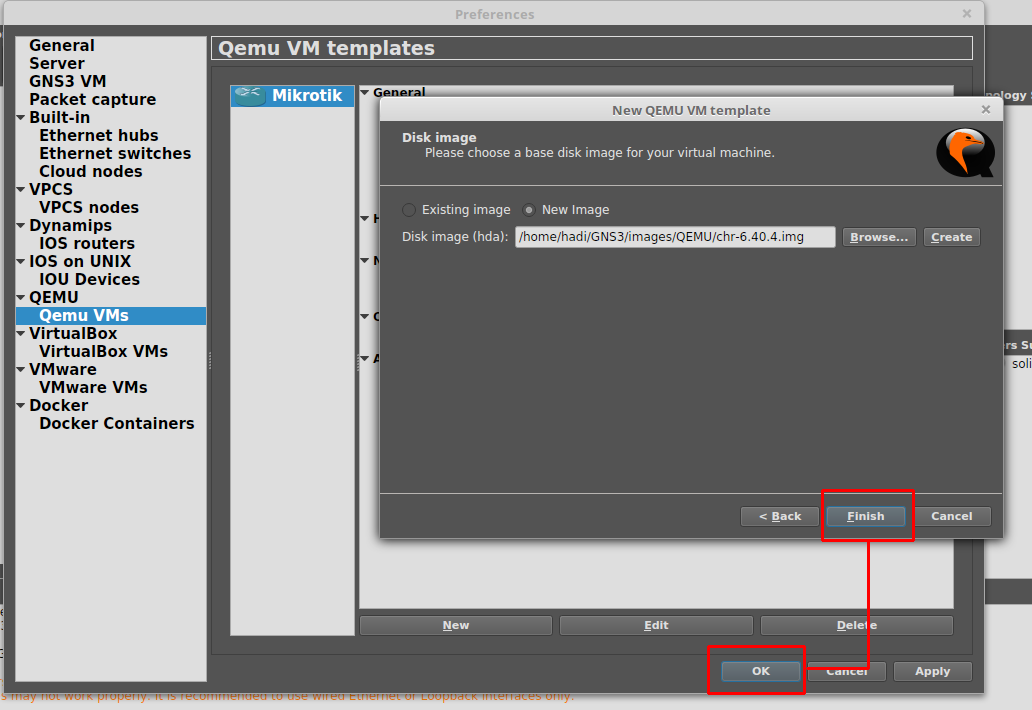 Preferences
General
Server
GNS3 VM
Packet capture
Built-in
Ethernet hubs
Ethernet switches
Cloud nodes
VPCS
VPCS nodes
Dynamips
IOS routers
IOS on UNIX
IOU Devices
QEMU
Qemu VMs
VirtualBox
VirtualBox VMs
VMware
VMware VMs
Docker
Docker Containers
Qemu VM templates
Mikrotik
General
New QEMU VM template
Disk image
Please choose a base disk image for your virtual machine.
Existing image New Image
Disk image (hda): /home/hadi/GNS3/images/QEMU/chr-6.40.4.img Browse... Create
< Back Finish Cancel
New Edit Delete
OK Cancel Apply
pology
rs Su
soli
s may not work properly. It is recommended to use wired Ethernet or Loopback interfaces only.